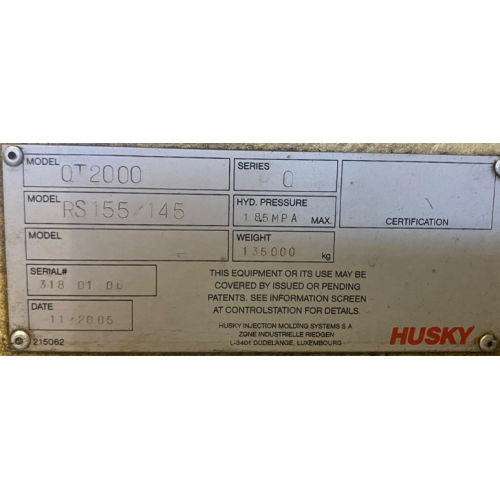 MODEL QT2000
SERIES Q
MODEL RS155/145
HYD. PRESSURE
18.5MPA MAX.
CERTIFICATION
MODEL
WEIGHT
135000 kg
SERIAL#
318 01 06
DATE
11/2005
215062
THIS EQUIPMENT OR ITS USE MAY BE
COVERED BY ISSUED OR PENDING
PATENTS. SEE INFORMATION SCREEN
AT CONTROLSTATION FOR DETAILS.
HUSKY INJECTION MOLDING SYSTEMS S.A
ZONE INDUSTRIELLE RIEDGEN
L-3401 DUDELANGE, LUXEMBOURG
HUSKY